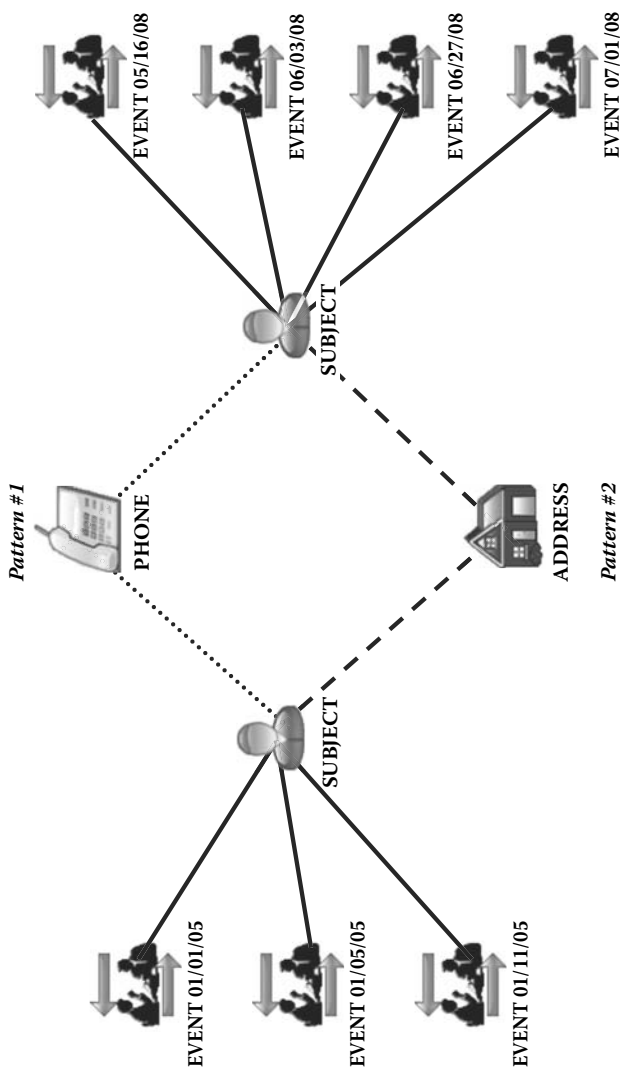 Pattern #1
PHONE
EVENT 01/01/05
EVENT 01/05/05
EVENT 01/11/05
SUBJECT
SUBJECT
EVENT 05/16/08
EVENT 06/03/08
EVENT 06/27/08
EVENT 07/01/08
ADDRESS
Pattern #2